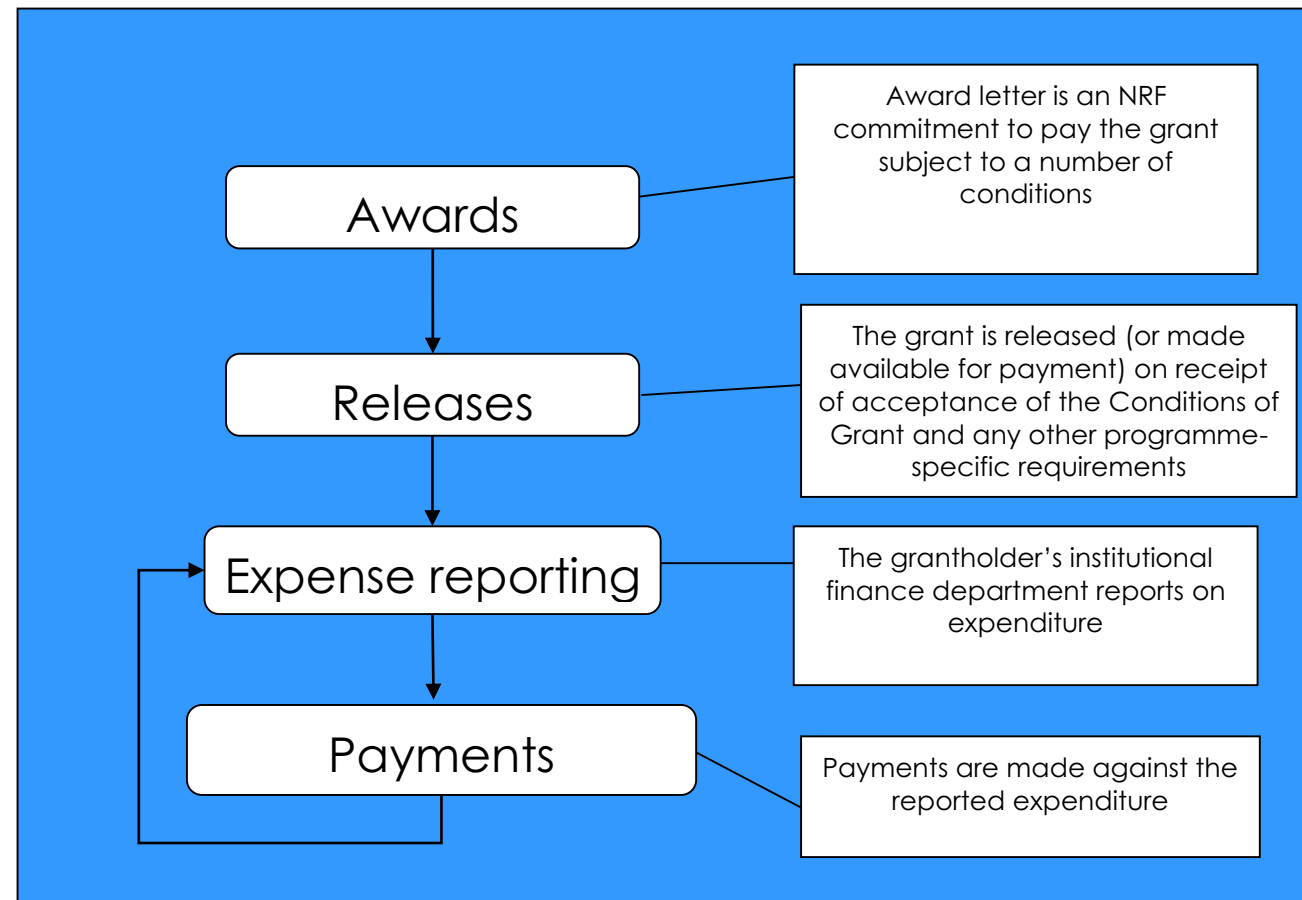 Awards
Award letter is an NRF
commitment to pay the grant
subject to a number of
conditions
Releases
The grant is released (or made
available for payment) on receipt
of acceptance of the Conditions of
Grant and any other programme-
specific requirements
Expense reporting
The grantholder’s institutional
finance department reports on
expenditure
Payments
Payments are made against the
reported expenditure